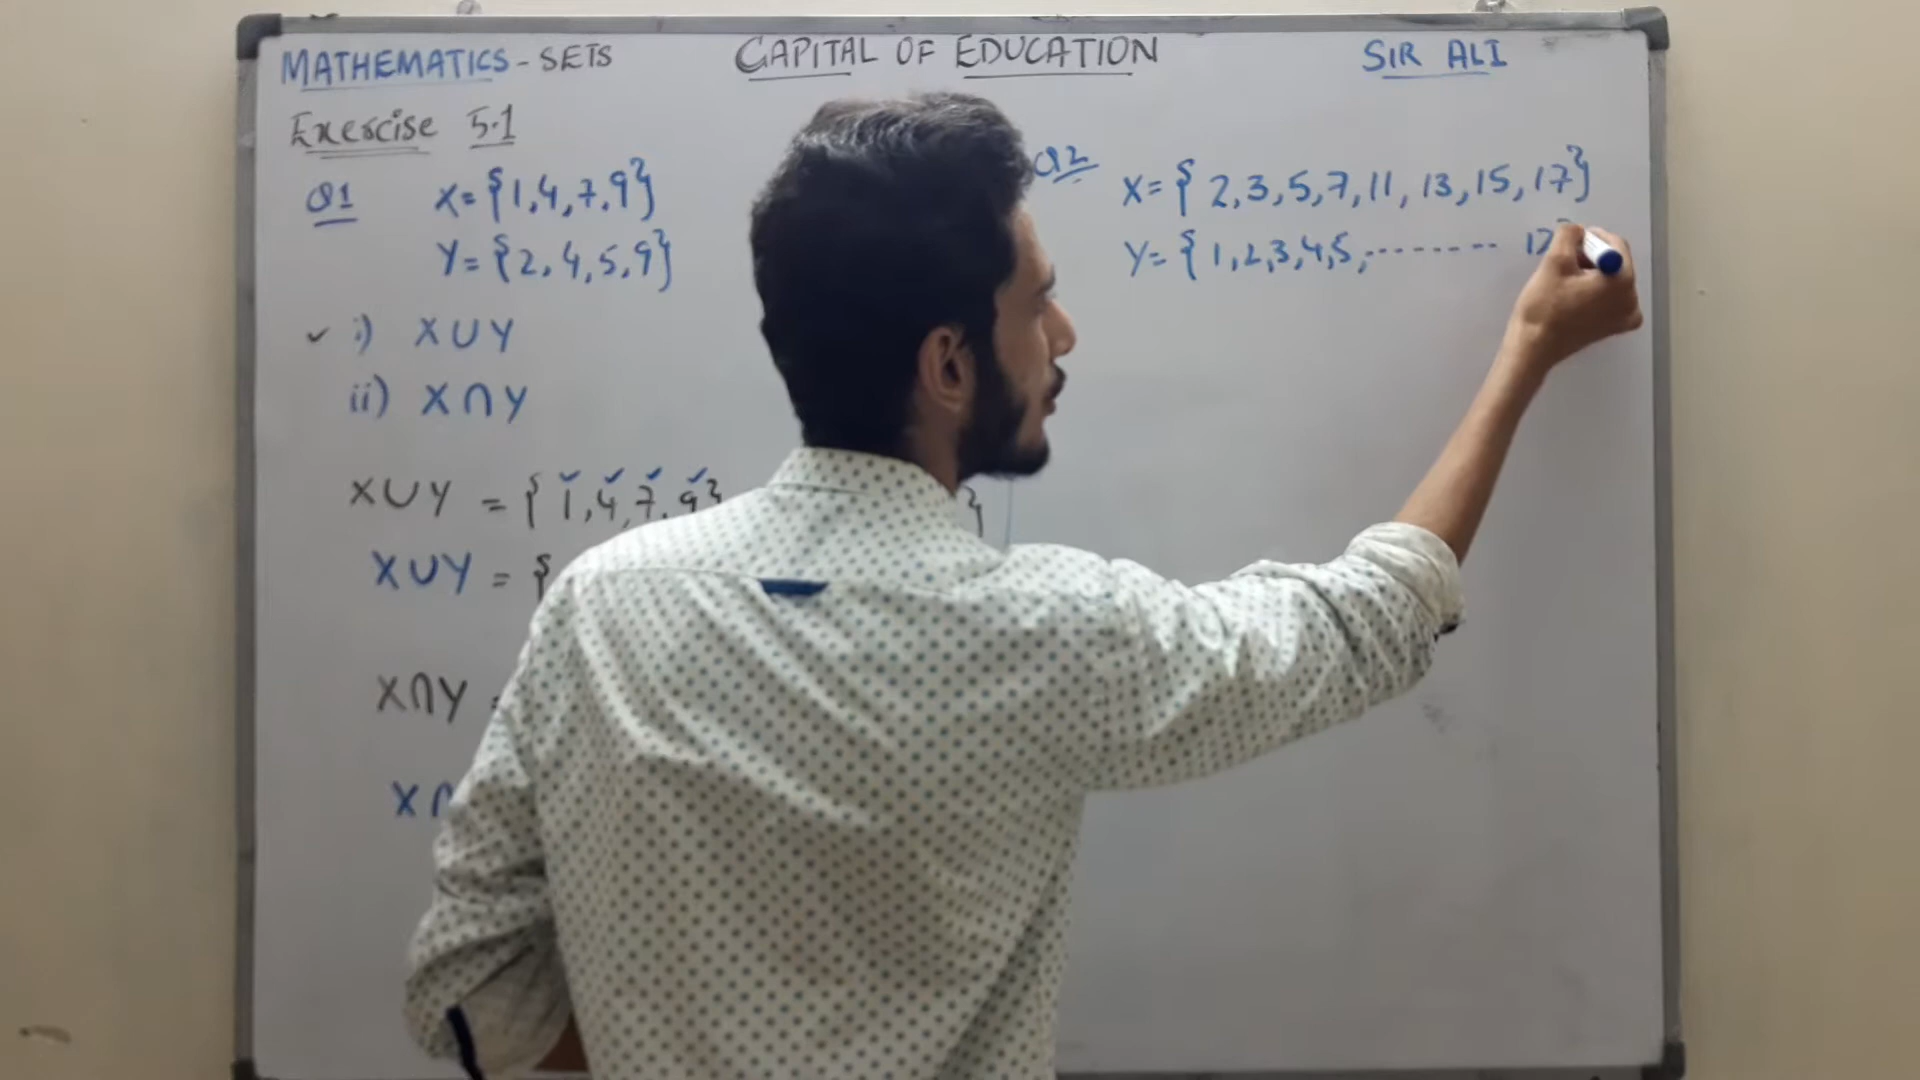 MATHEMATICS - SETS
CAPITAL OF EDUCATION
SIR ALI
Exercise 5.1
Q1 X = {1, 4, 7, 9}
Y = {2, 4, 5, 9}
✓ i) X ∪ Y
ii) X ∩ Y
X ∪ Y = { 1, 4, 7, 9} }
X ∪ Y = {
X ∩ Y =
X ∩
Q2 X = { 2, 3, 5, 7, 11, 13, 15, 17}
Y = { 1, 2, 3, 4, 5, --------